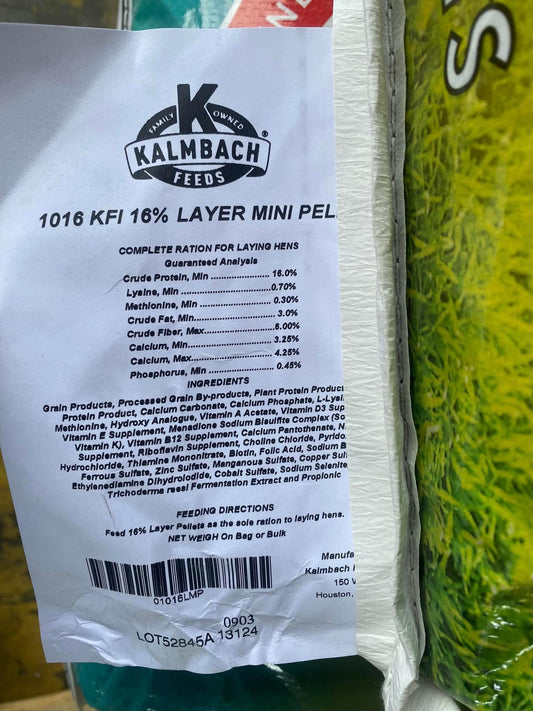 FAMILY OWNED
K
KALMBACH®
FEEDS
1016 KFI 16% LAYER MINI PEL
COMPLETE RATION FOR LAYING HENS
Guaranteed Analysis
Crude Protein, Min ........................ 16.0%
Lysine, Min ....................................0.70%
Methionine, Min ........................... 0.30%
Crude Fat, Min............................... 3.0%
Crude Fiber, Max..........................6.00%
Calcium, Min................................ 3.25%
Calcium, Max............................... 4.25%
Phosphorus, Min ......................... 0.45%
INGREDIENTS
Grain Products, Processed Grain By-products, Plant Protein Product
Protein Product, Calcium Carbonate, Calcium Phosphate, L-Lysi
Methionine, Hydroxy Analogue, Vitamin A Acetate, Vitamin D3 Sup
Vitamin E Supplement, Menadione Sodium Bisulfite Complex (So
Vitamin K), Vitamin B12 Supplement, Calcium Pantothenate, N
Supplement, Riboflavin Supplement, Choline Chloride, Pyrido
Hydrochloride, Thiamine Mononitrate, Biotin, Folic Acid, Sodium B
Ferrous Sulfate, Zinc Sulfate, Manganous Sulfate, Copper Sul
Ethylenediamine Dihydroiodide, Cobalt Sulfate, Sodium Selenite,
Trichoderma reesi Fermentation Extract and Propionic
FEEDING DIRECTIONS
Feed 16% Layer Pellets as the sole ration to laying hens.
NET WEIGH On Bag or Bulk
Manufa
Kalmbach
150 W
Houston,
01016LMP
0903
LOT52845A 13124
S